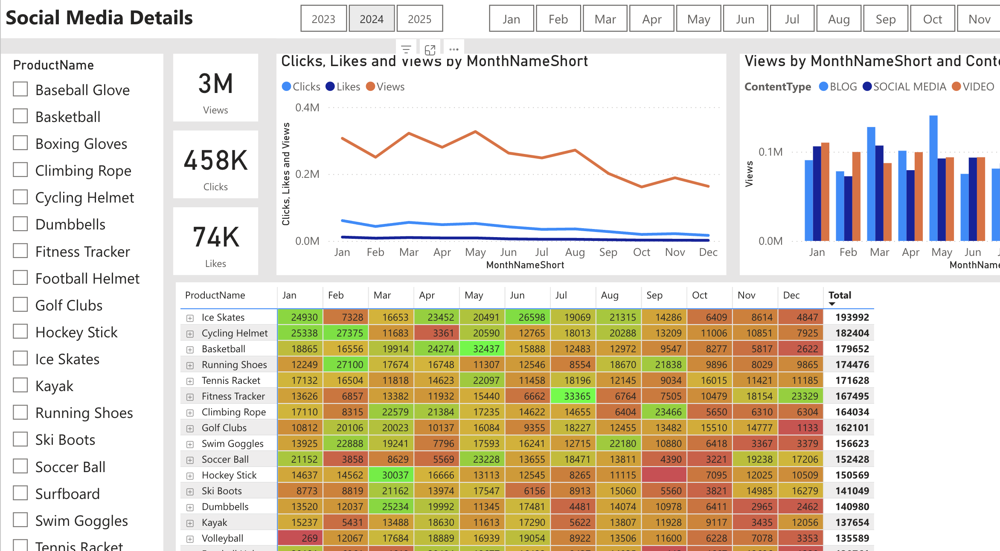 Social Media Details
2023 2024 2025
Jan Feb Mar Apr May Jun Jul Aug Sep Oct Nov
ProductName
Baseball Glove
Basketball
Boxing Gloves
Climbing Rope
Cycling Helmet
Dumbbells
Fitness Tracker
Football Helmet
Golf Clubs
Hockey Stick
Ice Skates
Kayak
Running Shoes
Ski Boots
Soccer Ball
Surfboard
Swim Goggles
Tennis Racket
3M
Views
458K
Clicks
74K
Likes
Clicks, Likes and Views by MonthNameShort
Clicks Likes Views
Clicks, Likes and Views
0.4M
0.2M
0.0M
Jan Feb Mar Apr May Jun Jul Aug Sep Oct Nov Dec
MonthNameShort
Views by MonthNameShort and Conte
ContentType BLOG SOCIAL MEDIA VIDEO
Views
0.1M
0.0M
Jan Feb Mar Apr May Jun J
MonthName
ProductName Jan Feb Mar Apr May Jun Jul Aug Sep Oct Nov Dec Total
Ice Skates 24930 7328 16653 23452 20491 26598 19069 21315 14286 6409 8614 4847 193992
Cycling Helmet 25338 27375 11683 3361 20590 12765 18013 20288 13209 11006 10851 7925 182404
Basketball 18865 16556 19914 24274 32437 15888 12483 12972 9547 8277 5817 2622 179652
Running Shoes 12249 27100 17674 16748 11307 12546 8554 18670 21838 9896 8029 9865 174476
Tennis Racket 17132 16504 11818 14623 22097 11458 18196 12145 9034 16015 11421 11185 171628
Fitness Tracker 13626 6857 13382 11932 15440 6662 33365 6764 7505 10479 18154 23329 167495
Climbing Rope 17110 8315 22579 21384 17235 14622 14655 6404 23466 5650 6310 6304 164034
Golf Clubs 10812 20106 20023 10137 16084 9355 18227 12455 13482 15510 14777 1133 162101
Swim Goggles 13925 22888 19241 7796 17593 16241 12715 22180 10880 6418 3367 3379 156623
Soccer Ball 21152 3858 8629 5569 23228 13655 18471 13811 4390 3221 19238 17206 152428
Hockey Stick 14637 14562 30037 16666 13113 12545 8265 11115 7095 12025 10509 150569
Ski Boots 8773 8819 21162 13974 17547 6156 8913 15060 5560 3821 14985 16279 141049
Dumbbells 13520 12037 25234 19992 11345 17481 4481 14074 10978 6411 2965 2462 140980
Kayak 15237 5431 13488 18630 11613 17290 5622 13807 11928 9117 3435 12056 137654
Volleyball 269 12067 17684 18889 16939 19054 8922 13506 11600 6228 7078 3353 135589